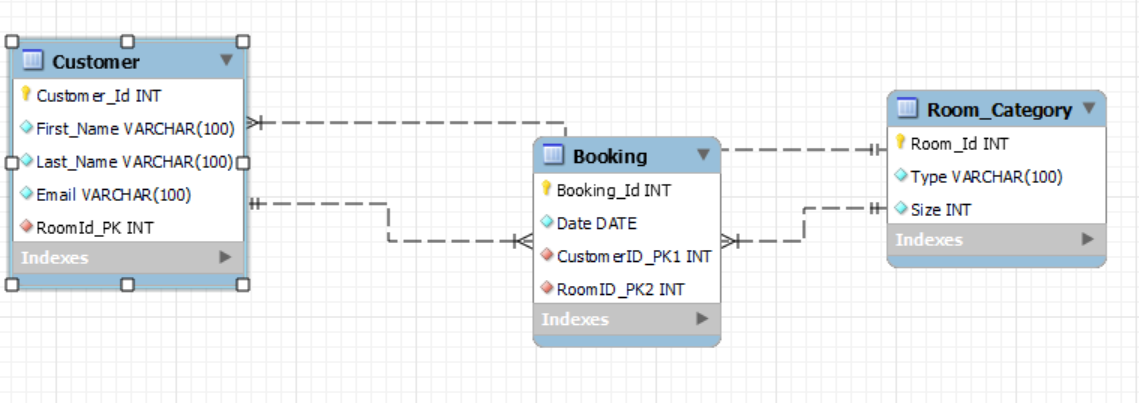 Customer
Customer_Id INT
First_Name VARCHAR(100)
Last_Name VARCHAR(100)
Email VARCHAR(100)
RoomId_PK INT
Indexes
Booking
Booking_Id INT
Date DATE
CustomerID_PK1 INT
RoomID_PK2 INT
Indexes
Room_Category
Room_Id INT
Type VARCHAR(100)
Size INT
Indexes